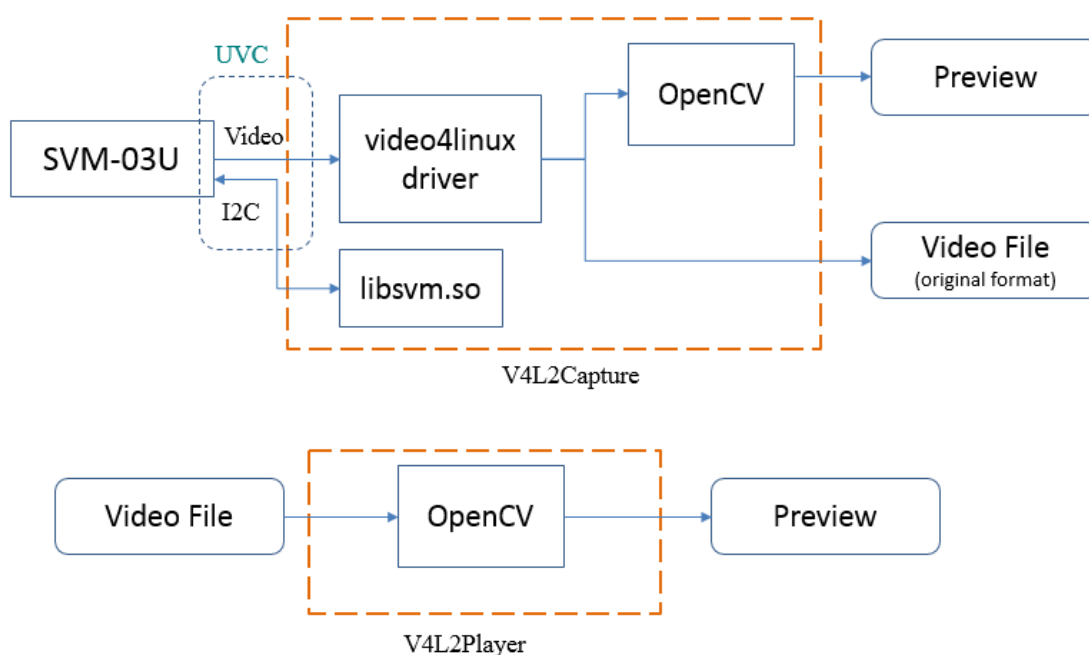 UVC
OpenCV
Preview
SVM-03U
Video
video4linux
driver
I2C
Video File
(original format)
libsvm.so
V4L2Capture
Video File
OpenCV
Preview
V4L2Player